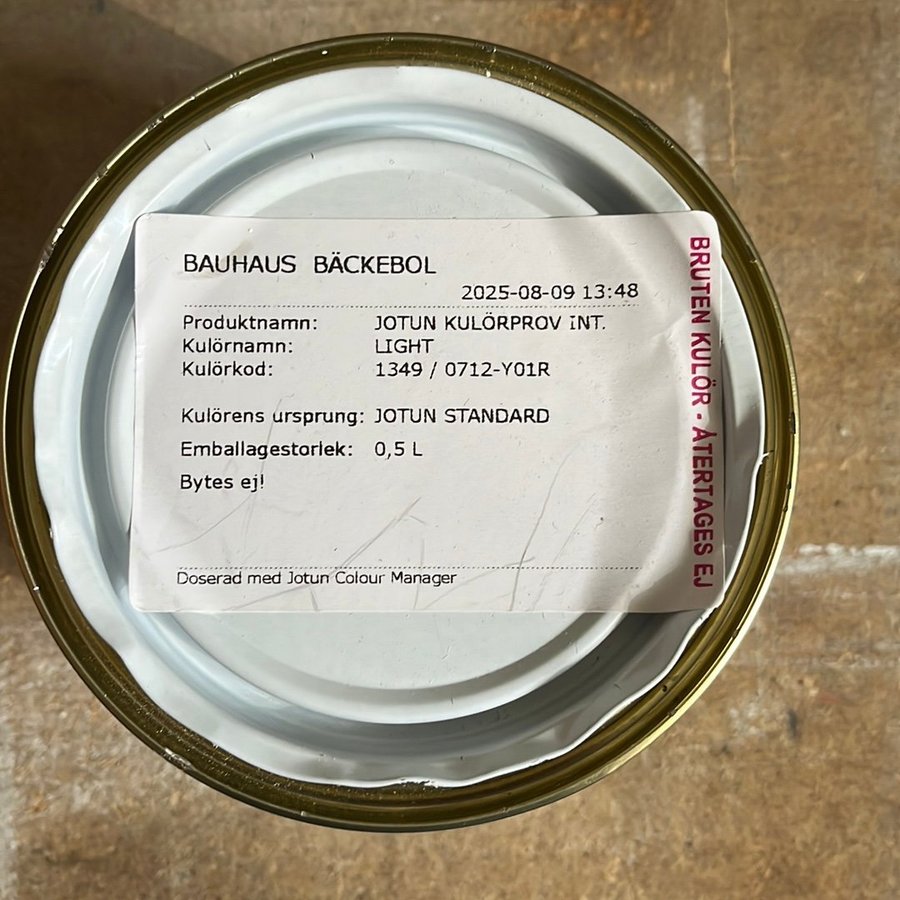 BAUHAUS BÄCKEBOL
2025-08-09 13:48
Produktnamn: JOTUN KULÖRPROV INT.
Kulörnamn: LIGHT
Kulörkod: 1349 / 0712-Y01R
Kulörens ursprung: JOTUN STANDARD
Emballagestorlek: 0,5 L
Bytes ej!
Doserad med Jotun Colour Manager
BRUTEN KULÖR - ÅTERTAGES EJ